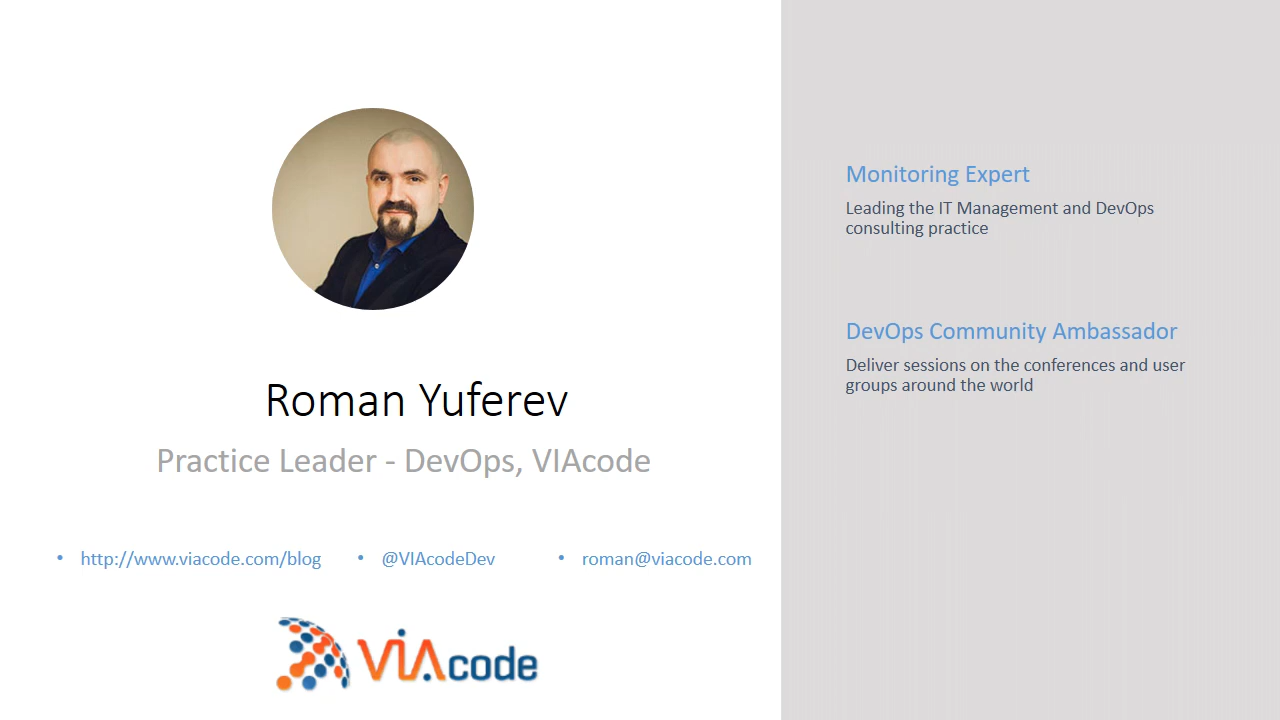 Roman Yuferev
Practice Leader - DevOps, VIAcode
• http://www.viacode.com/blog • @VIAcodeDev • roman@viacode.com
VIAcode
Monitoring Expert
Leading the IT Management and DevOps
consulting practice
DevOps Community Ambassador
Deliver sessions on the conferences and user
groups around the world